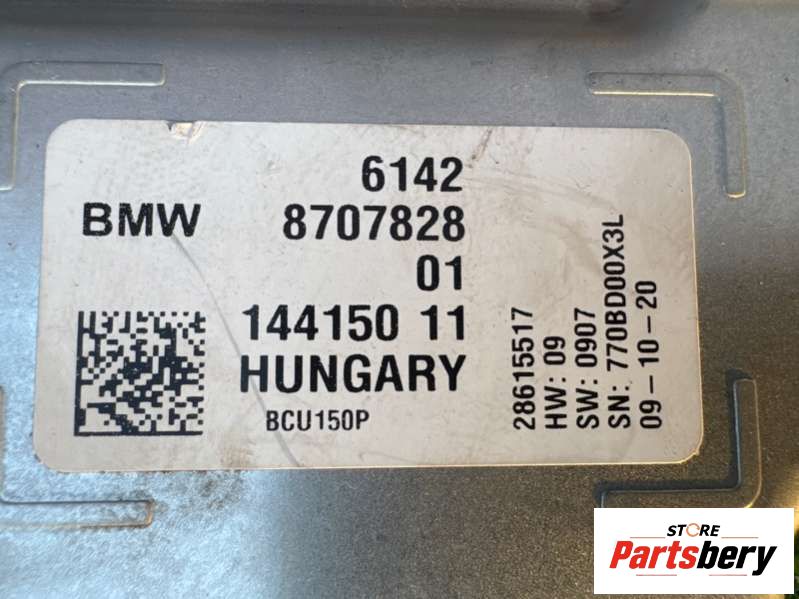 6142
BMW 8707828
01
144150 11
HUNGARY
BCU150P
28615517
HW: 09
SW: 0907
SN: 770BD00X3L
09-10-20
STORE
Partsbery